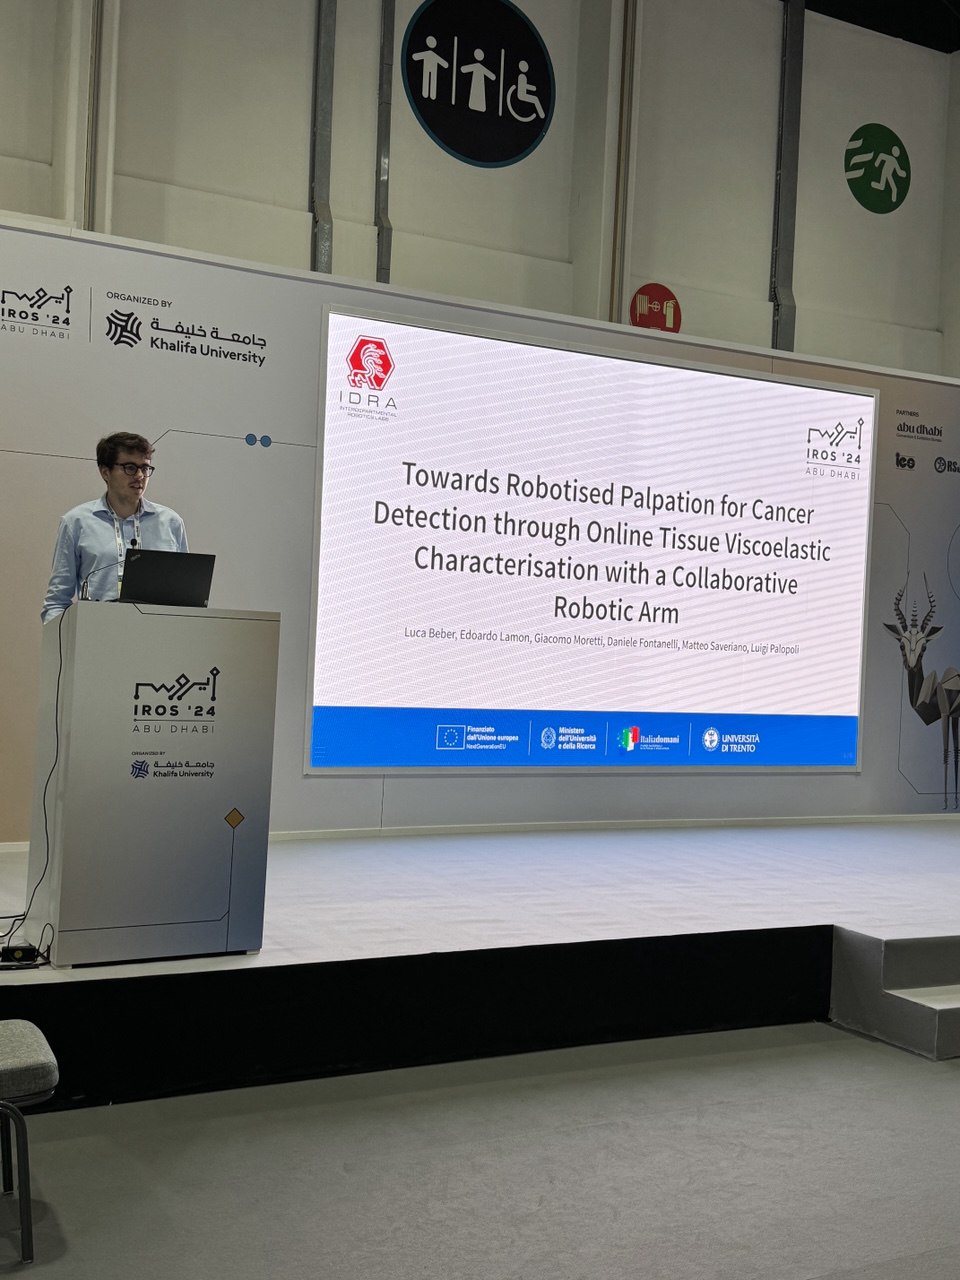 IROS '24
ABU DHABI
ORGANIZED BY
جامعة خليفة
Khalifa University
IDRA
INTERDEPARTMENTAL
ROBOTICS LABS
IROS '24
ABU DHABI
Towards Robotised Palpation for Cancer
Detection through Online Tissue Viscoelastic
Characterisation with a Collaborative
Robotic Arm
Luca Beber, Edoardo Lamon, Giacomo Moretti, Daniele Fontanelli, Matteo Saveriano, Luigi Palopoli
Finanziato
dall'Unione europea
NextGenerationEU
Ministero
dell'Università
e della Ricerca
Italiadomani
UNIVERSITÀ
DI TRENTO
PARTNERS
abu dhabi
IROS '24
ABU DHABI
ORGANIZED BY
جامعة خليفة
Khalifa University